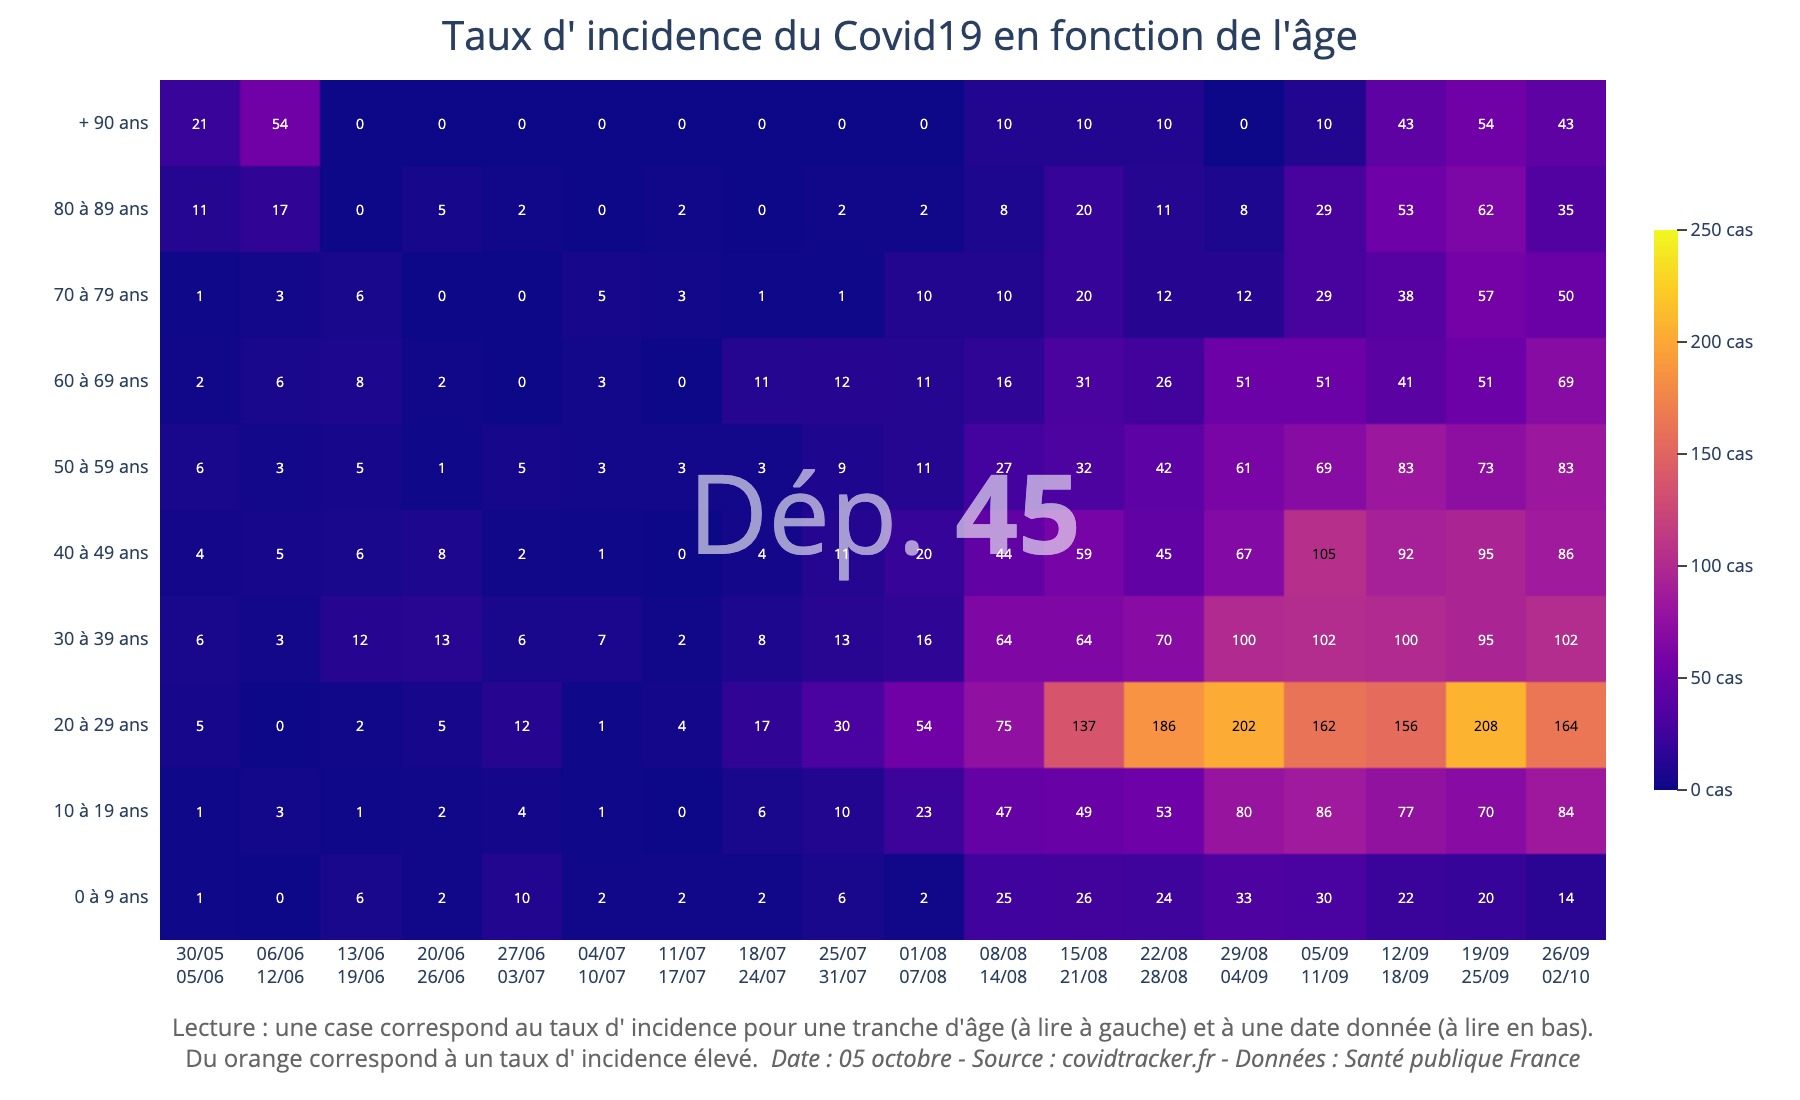 Taux d' incidence du Covid19 en fonction de l'âge
+ 90 ans 21 54 0 0 0 0 0 0 0 0 10 10 10 0 10 43 54 43
80 à 89 ans 11 17 0 5 2 0 2 0 2 2 8 20 11 8 29 53 62 35
250 cas
70 à 79 ans 1 3 6 0 0 5 3 1 1 10 10 20 12 12 29 38 57 50
200 cas
60 à 69 ans 2 6 8 2 0 3 0 11 12 11 16 31 26 51 51 41 51 69
150 cas
50 à 59 ans 6 3 5 1 5 3 3 3 9 11 27 32 42 61 69 83 73 83
Dép. 45
40 à 49 ans 4 5 6 8 2 1 0 4 11 20 44 59 45 67 105 92 95 86
100 cas
30 à 39 ans 6 3 12 13 6 7 2 8 13 16 64 64 70 100 102 100 95 102
50 cas
20 à 29 ans 5 0 2 5 12 1 4 17 30 54 75 137 186 202 162 156 208 164
0 cas
10 à 19 ans 1 3 1 2 4 1 0 6 10 23 47 49 53 80 86 77 70 84
0 à 9 ans 1 0 6 2 10 2 2 2 6 2 25 26 24 33 30 22 20 14
30/05 06/06 13/06 20/06 27/06 04/07 11/07 18/07 25/07 01/08 08/08 15/08 22/08 29/08 05/09 12/09 19/09 26/09
05/06 12/06 19/06 26/06 03/07 10/07 17/07 24/07 31/07 07/08 14/08 21/08 28/08 04/09 11/09 18/09 25/09 02/10
Lecture : une case correspond au taux d' incidence pour une tranche d'âge (à lire à gauche) et à une date donnée (à lire en bas).
Du orange correspond à un taux d' incidence élevé. Date : 05 octobre - Source : covidtracker.fr - Données : Santé publique France